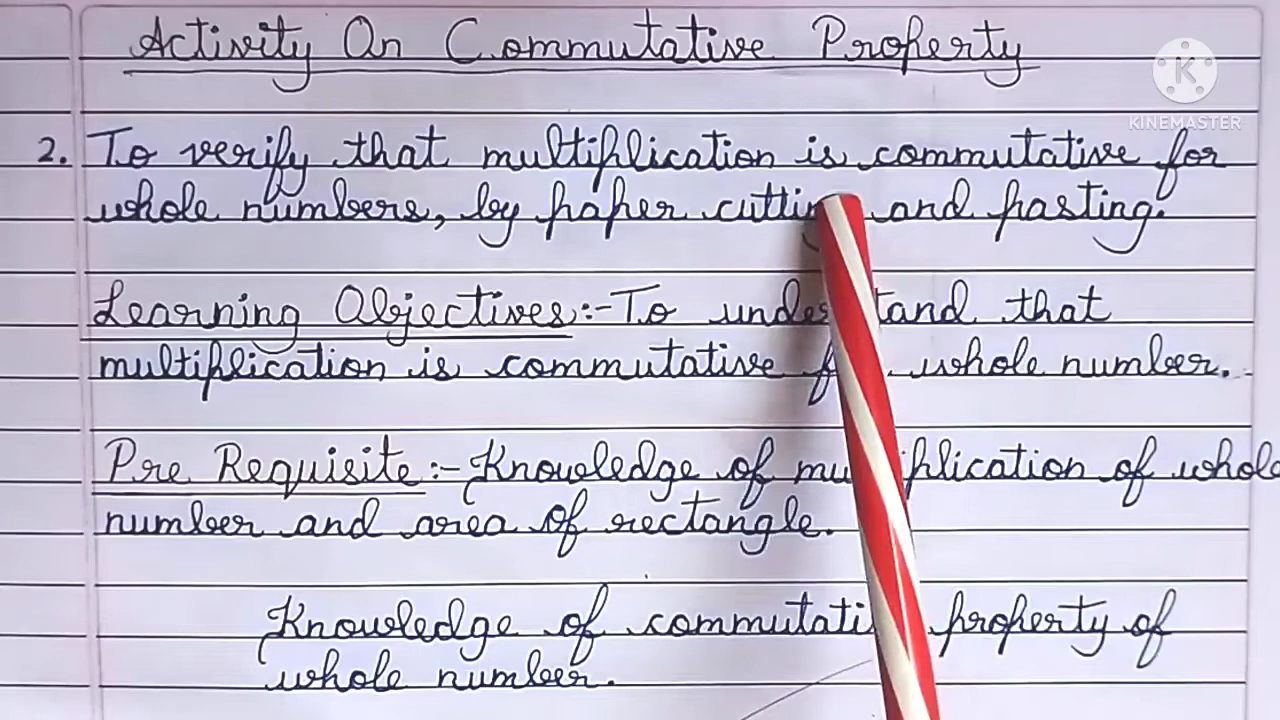 Activity On Commutative Property
KINEMASTER
2. To verify that multiplication is commutative for
whole numbers, by paper cutting and pasting.
Learning Objectives:- To understand that
multiplication is commutative for whole number.
Pre Requisite:- Knowledge of multiplication of whole
number and area of rectangle.
Knowledge of commutative property of
whole number.